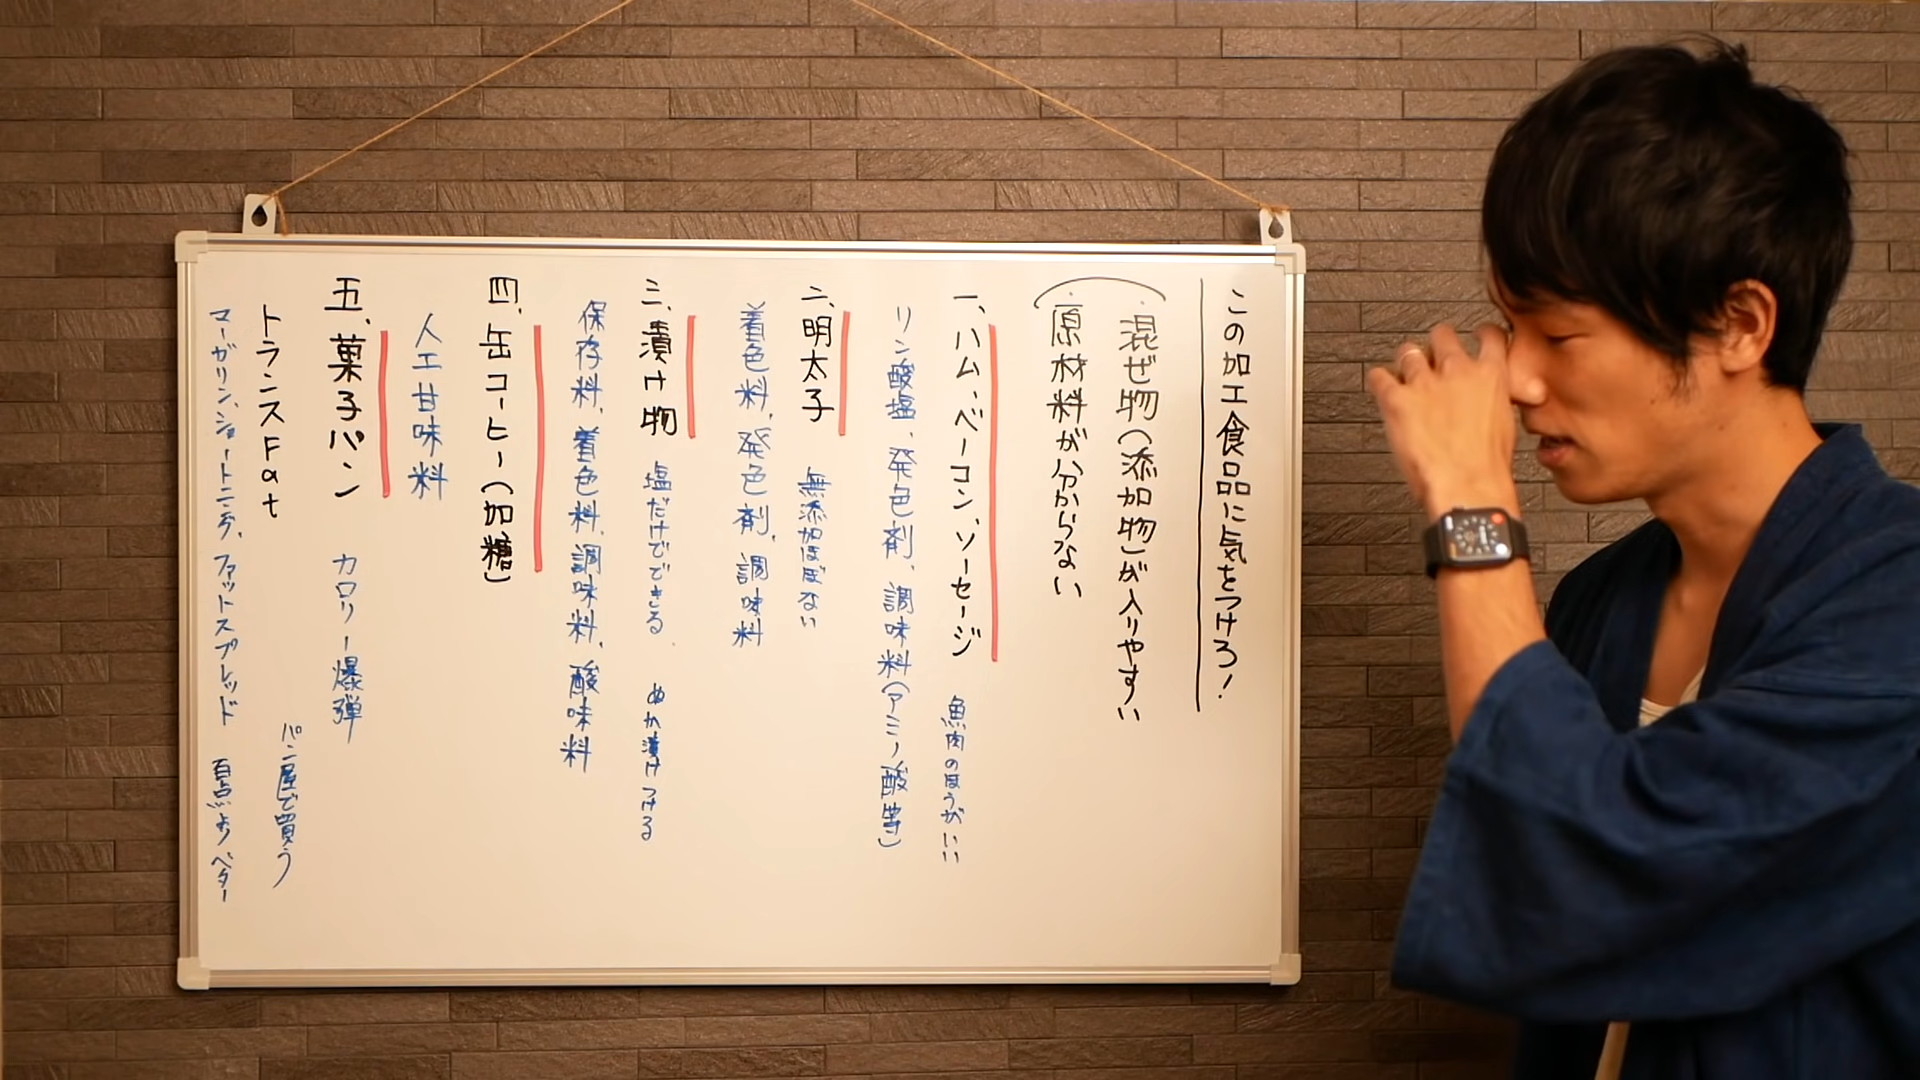 この加工食品に気をつけろ!
混ぜ物(添加物)が入りやすい
原材料が分からない
一、ハム、ベーコン、ソーセージ 魚肉のほうがいい
リン酸塩、発色剤、調味料(アミノ酸等)
二、明太子 無添加ほぼない
着色料、発色剤、調味料
三、漬け物 塩だけでできる、ぬか漬けつける
保存料、着色料、調味料、酸味料
四、缶コーヒー(加糖)
人工甘味料
五、菓子パン カロリー爆弾
トランスFat パン屋で買う
マーガリン、ショートニング、ファットスプレッド 百点よりベター